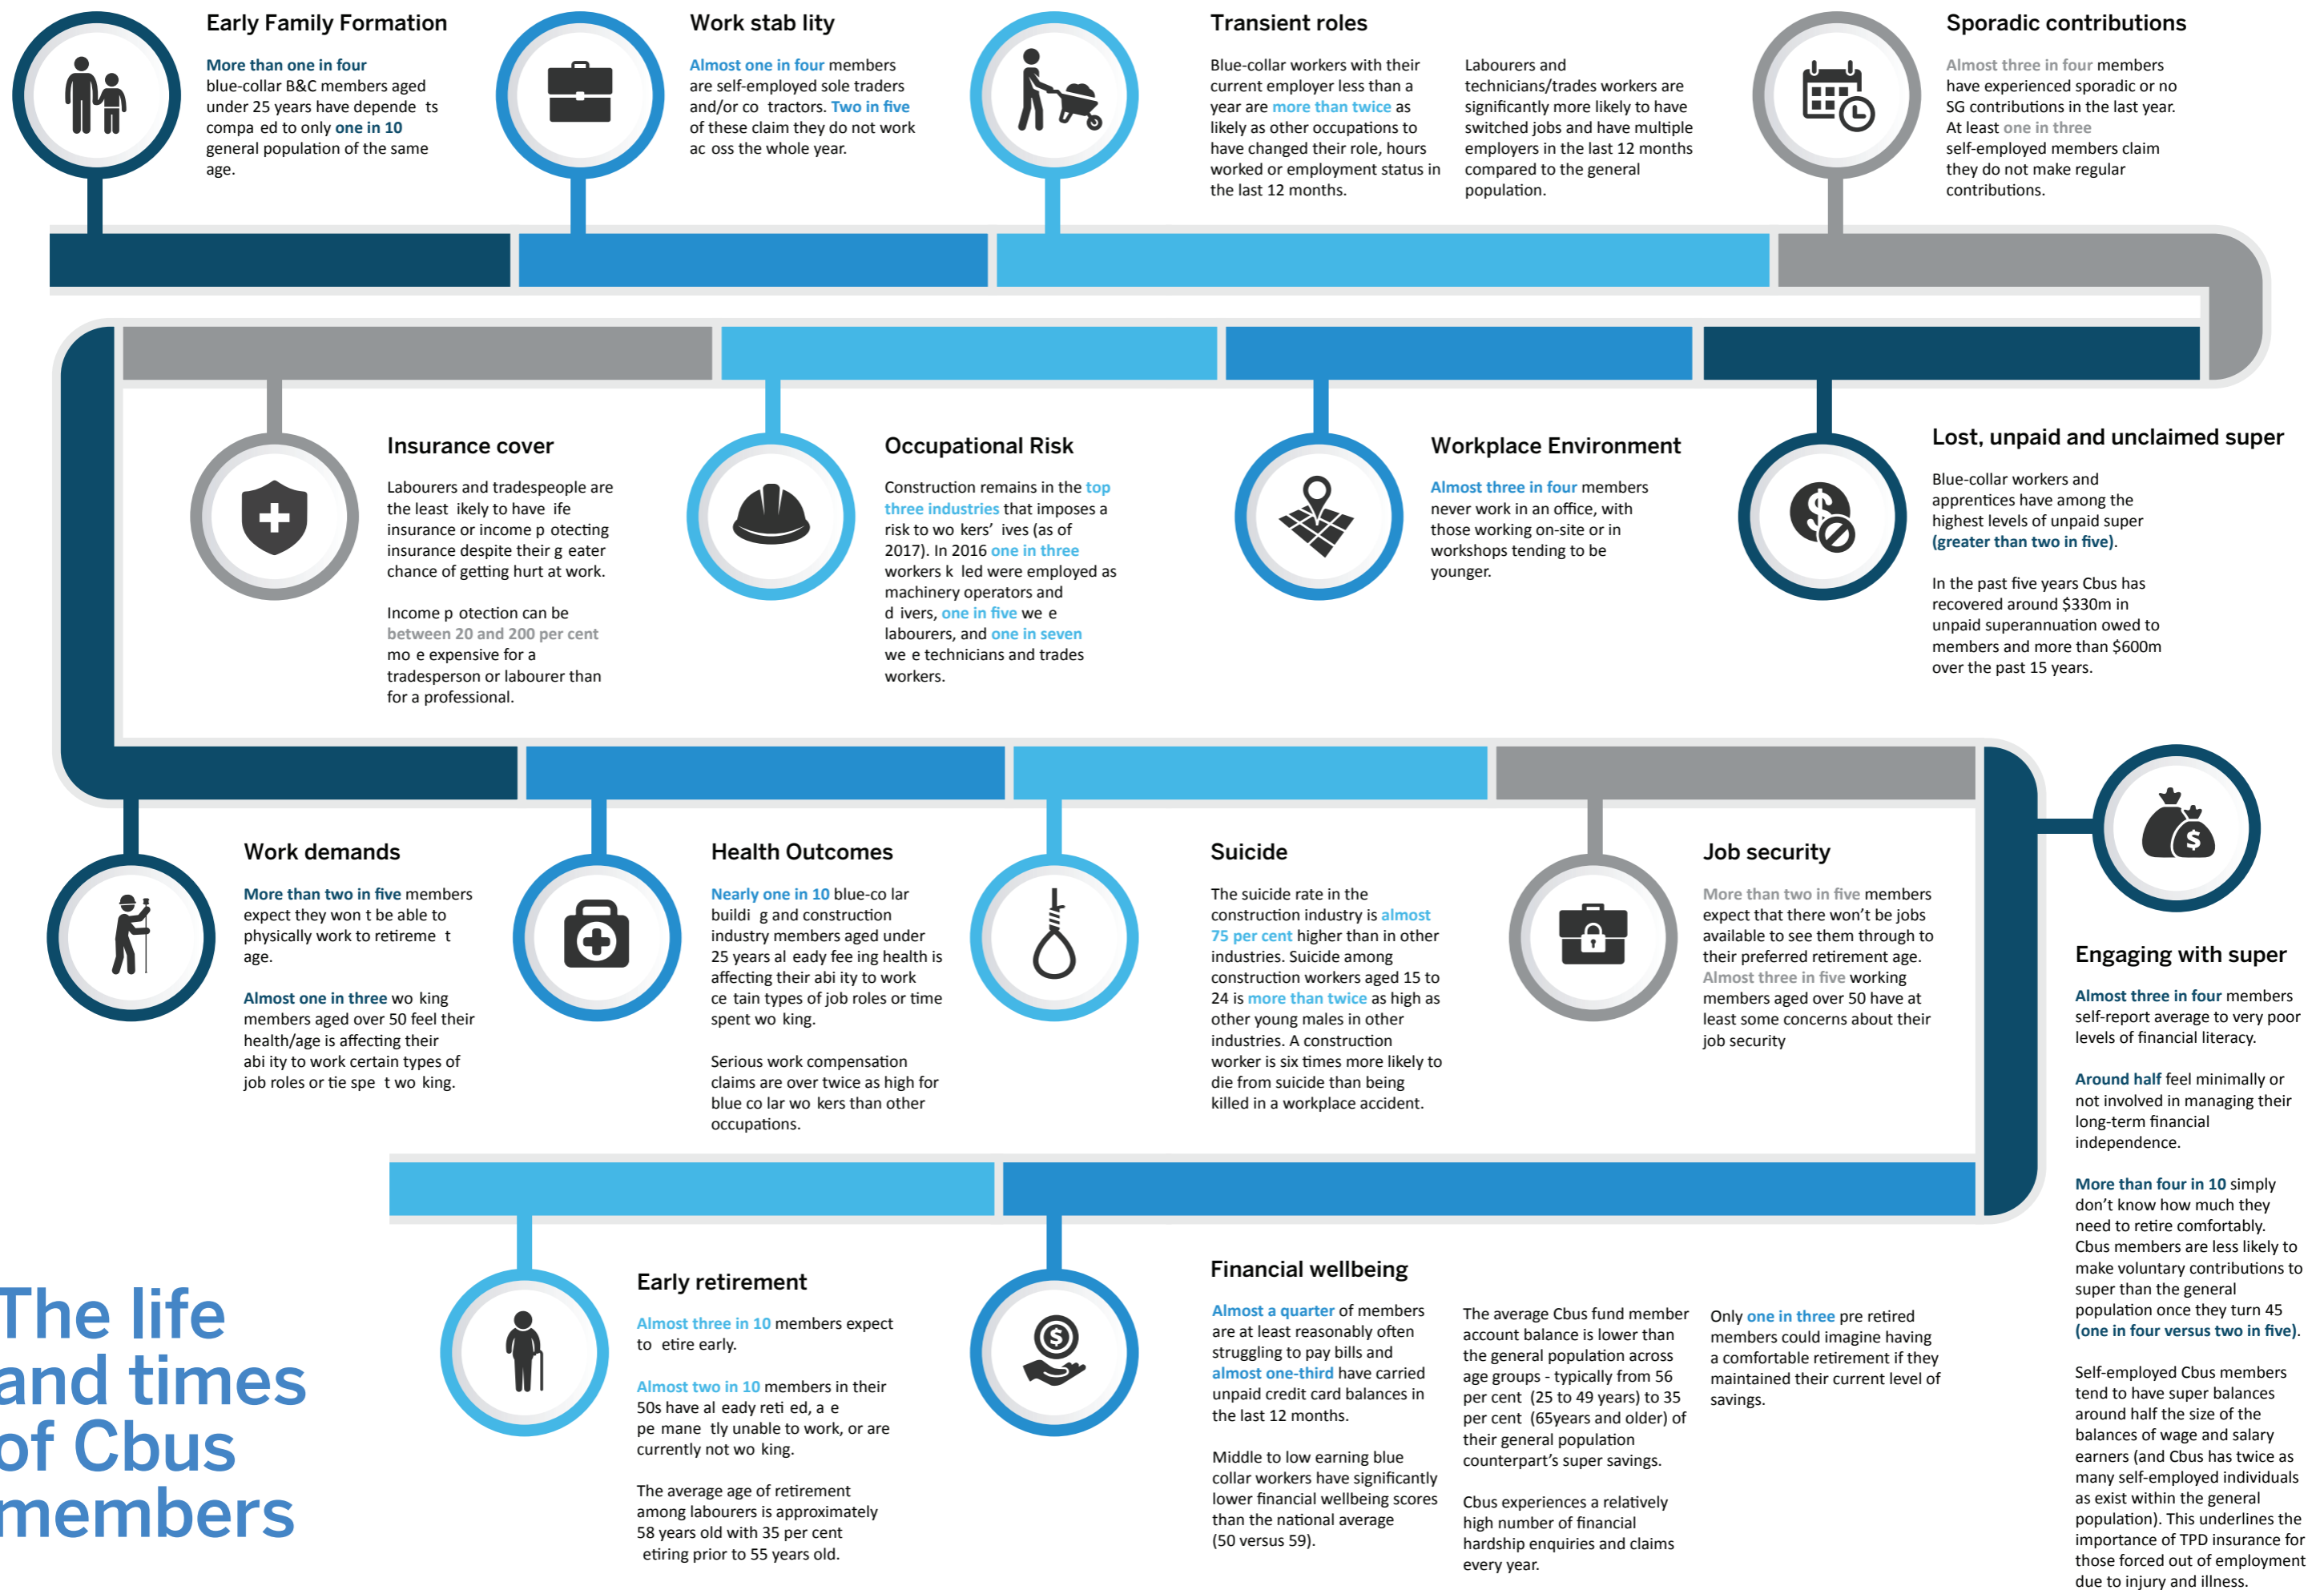 Early Family Formation
More than one in four
blue-collar B&C members aged
under 25 years have depende ts
compa ed to only one in 10
general population of the same
age.
Work stab lity
Almost one in four members
are self-employed sole traders
and/or co tractors. Two in five
of these claim they do not work
ac oss the whole year.
Transient roles
Blue-collar workers with their
current employer less than a
year are more than twice as
likely as other occupations to
have changed their role, hours
worked or employment status in
the last 12 months.
Labourers and
technicians/trades workers are
significantly more likely to have
switched jobs and have multiple
employers in the last 12 months
compared to the general
population.
Sporadic contributions
Almost three in four members
have experienced sporadic or no
SG contributions in the last year.
At least one in three
self-employed members claim
they do not make regular
contributions.
Insurance cover
Labourers and tradespeople are
the least ikely to have ife
insurance or income p otecting
insurance despite their g eater
chance of getting hurt at work.
Income p otection can be
between 20 and 200 per cent
mo e expensive for a
tradesperson or labourer than
for a professional.
Occupational Risk
Construction remains in the top
three industries that imposes a
risk to wo kers' ives (as of
2017). In 2016 one in three
workers k led were employed as
machinery operators and
d ivers, one in five we e
labourers, and one in seven
we e technicians and trades
workers.
Workplace Environment
Almost three in four members
never work in an office, with
those working on-site or in
workshops tending to be
younger.
Lost, unpaid and unclaimed super
Blue-collar workers and
apprentices have among the
highest levels of unpaid super
(greater than two in five).
In the past five years Cbus has
recovered around $330m in
unpaid superannuation owed to
members and more than $600m
over the past 15 years.
Work demands
More than two in five members
expect they won t be able to
physically work to retireme t
age.
Almost one in three wo king
members aged over 50 feel their
health/age is affecting their
abi ity to work certain types of
job roles or tie spe t wo king.
Health Outcomes
Nearly one in 10 blue-co lar
buildi g and construction
industry members aged under
25 years al eady fee ing health is
affecting their abi ity to work
ce tain types of job roles or time
spent wo king.
Serious work compensation
claims are over twice as high for
blue co lar wo kers than other
occupations.
Suicide
The suicide rate in the
construction industry is almost
75 per cent higher than in other
industries. Suicide among
construction workers aged 15 to
24 is more than twice as high as
other young males in other
industries. A construction
worker is six times more likely to
die from suicide than being
killed in a workplace accident.
Job security
More than two in five members
expect that there won't be jobs
available to see them through to
their preferred retirement age.
Almost three in five working
members aged over 50 have at
least some concerns about their
job security
Engaging with super
Almost three in four members
self-report average to very poor
levels of financial literacy.
Around half feel minimally or
not involved in managing their
long-term financial
independence.
More than four in 10 simply
don't know how much they
need to retire comfortably.
Cbus members are less likely to
make voluntary contributions to
super than the general
population once they turn 45
(one in four versus two in five).
Self-employed Cbus members
tend to have super balances
around half the size of the
balances of wage and salary
earners (and Cbus has twice as
many self-employed individuals
as exist within the general
population). This underlines the
importance of TPD insurance for
those forced out of employment
due to injury and illness.
The life
and times
of Cbus
members
Early retirement
Almost three in 10 members expect
to etire early.
Almost two in 10 members in their
50s have al eady reti ed, a e
pe mane tly unable to work, or are
currently not wo king.
The average age of retirement
among labourers is approximately
58 years old with 35 per cent
etiring prior to 55 years old.
Financial wellbeing
Almost a quarter of members
are at least reasonably often
struggling to pay bills and
almost one-third have carried
unpaid credit card balances in
the last 12 months.
Middle to low earning blue
collar workers have significantly
lower financial wellbeing scores
than the national average
(50 versus 59).
The average Cbus fund member
account balance is lower than
the general population across
age groups - typically from 56
per cent (25 to 49 years) to 35
per cent (65years and older) of
their general population
counterpart's super savings.
Cbus experiences a relatively
high number of financial
hardship enquiries and claims
every year.
Only one in three pre retired
members could imagine having
a comfortable retirement if they
maintained their current level of
savings.